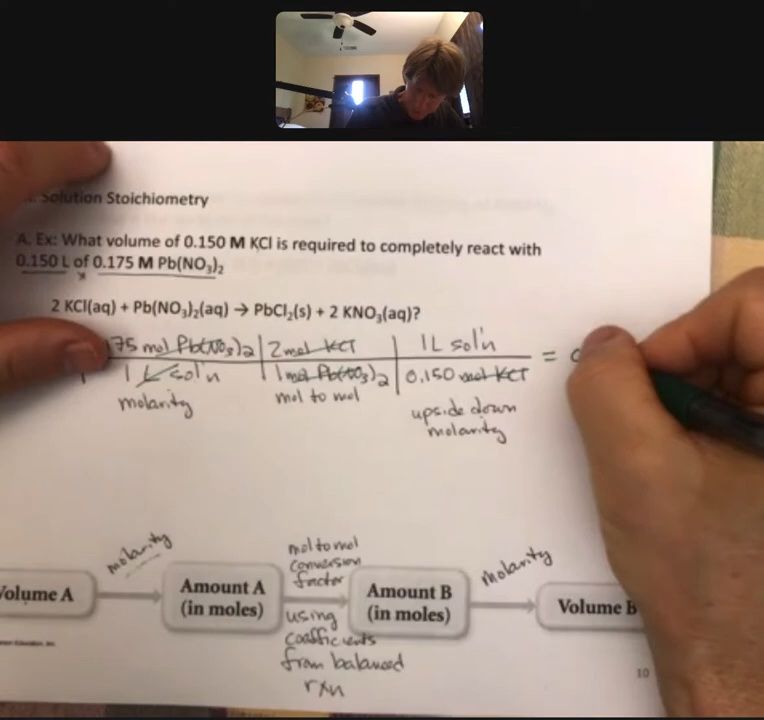 Solution Stoichiometry
A. Ex: What volume of 0.150 M KCl is required to completely react with
0.150 L of 0.175 M Pb(NO₃)₂
2 KCl(aq) + Pb(NO₃)₂(aq) → PbCl₂(s) + 2 KNO₃(aq)?
75 mol Pb(NO₃)₂ | 2 mol KCl | 1L sol'n =
1 L sol'n | 1 mol Pb(NO₃)₂ | 0.150 mol KCl
molarity mol to mol upside down
molarity
molarity mol to mol conversion factor molarity
Volume A Amount A (in moles) Amount B (in moles) Volume B
using
coefficients
from balanced
rxn
10